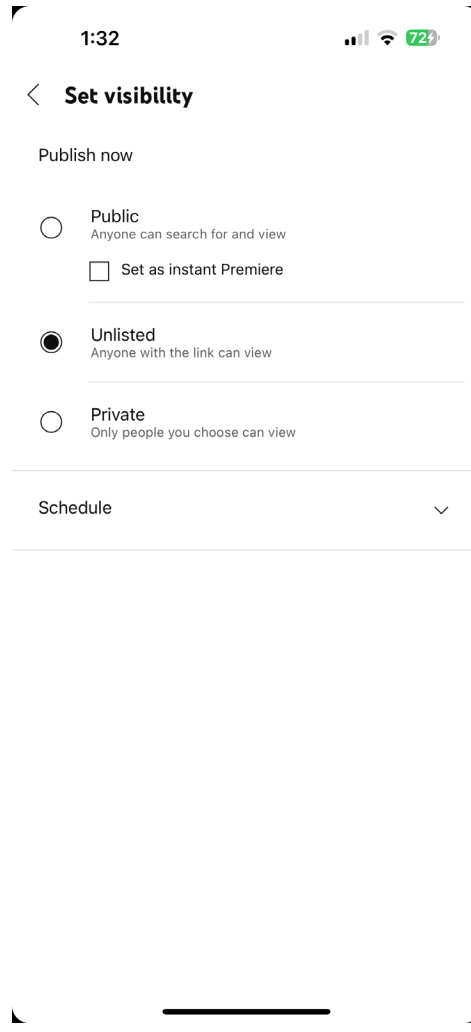 1:32
72
Set visibility
Publish now
Public
Anyone can search for and view
Set as instant Premiere
Unlisted
Anyone with the link can view
Private
Only people you choose can view
Schedule